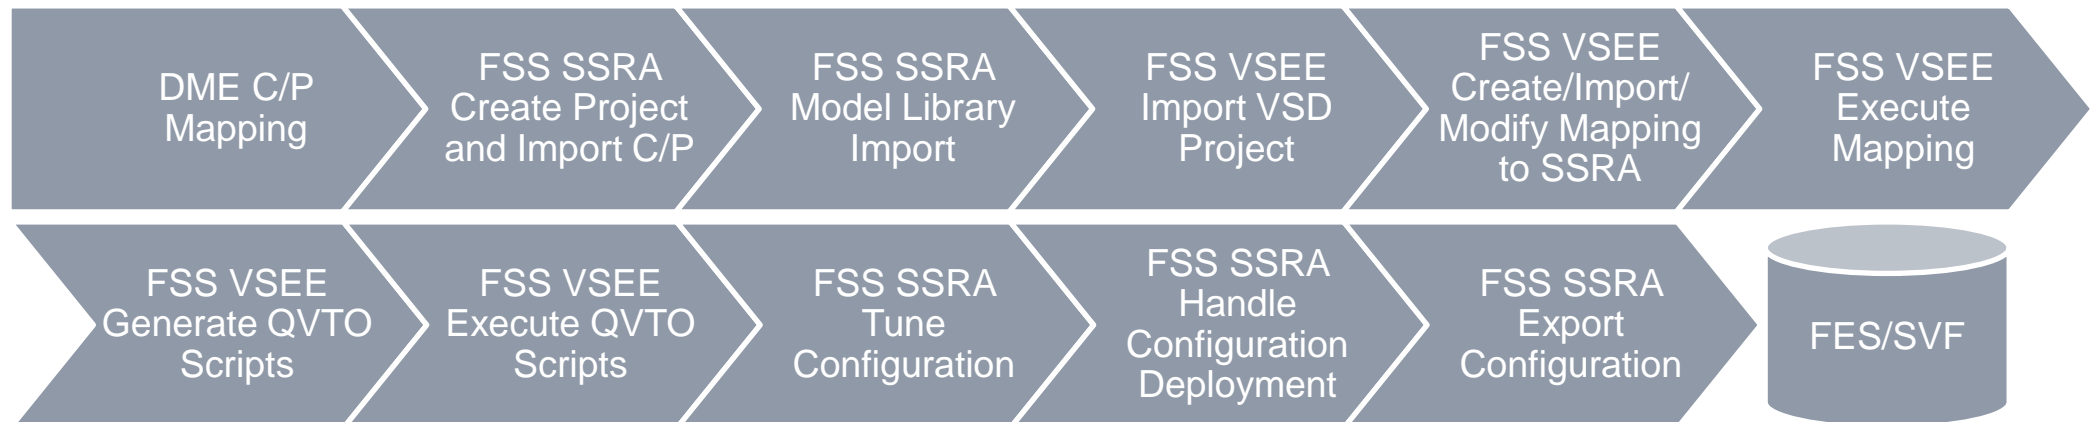 DME C/P
Mapping
FSS SSRA
Create Project
and Import C/P
FSS SSRA
Model Library
Import
FSS VSEE
Import VSD
Project
FSS VSEE
Create/Import/
Modify Mapping
to SSRA
FSS VSEE
Execute
Mapping
FSS VSEE
Generate QVTO
Scripts
FSS VSEE
Execute QVTO
Scripts
FSS SSRA
Tune
Configuration
FSS SSRA
Handle
Configuration
Deployment
FSS SSRA
Export
Configuration
FES/SVF